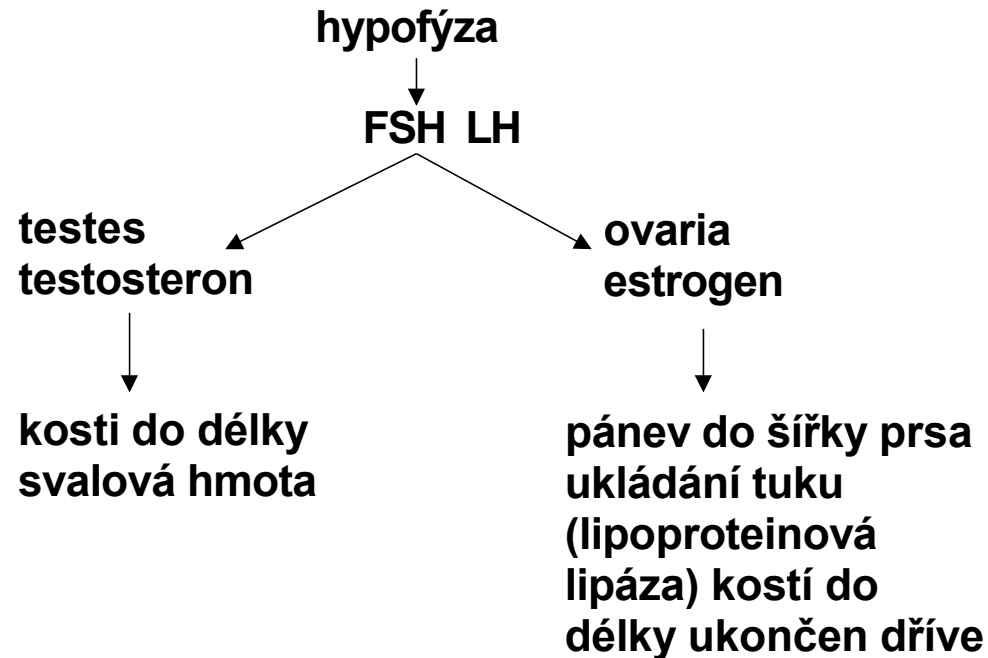 hypofýza
FSH LH
testes
testosteron
ovaria
estrogen
kosti do délky
svalová hmota
pánev do šířky prsa
ukládání tuku
(lipoproteinová
lipáza) kostí do
délky ukončen dříve